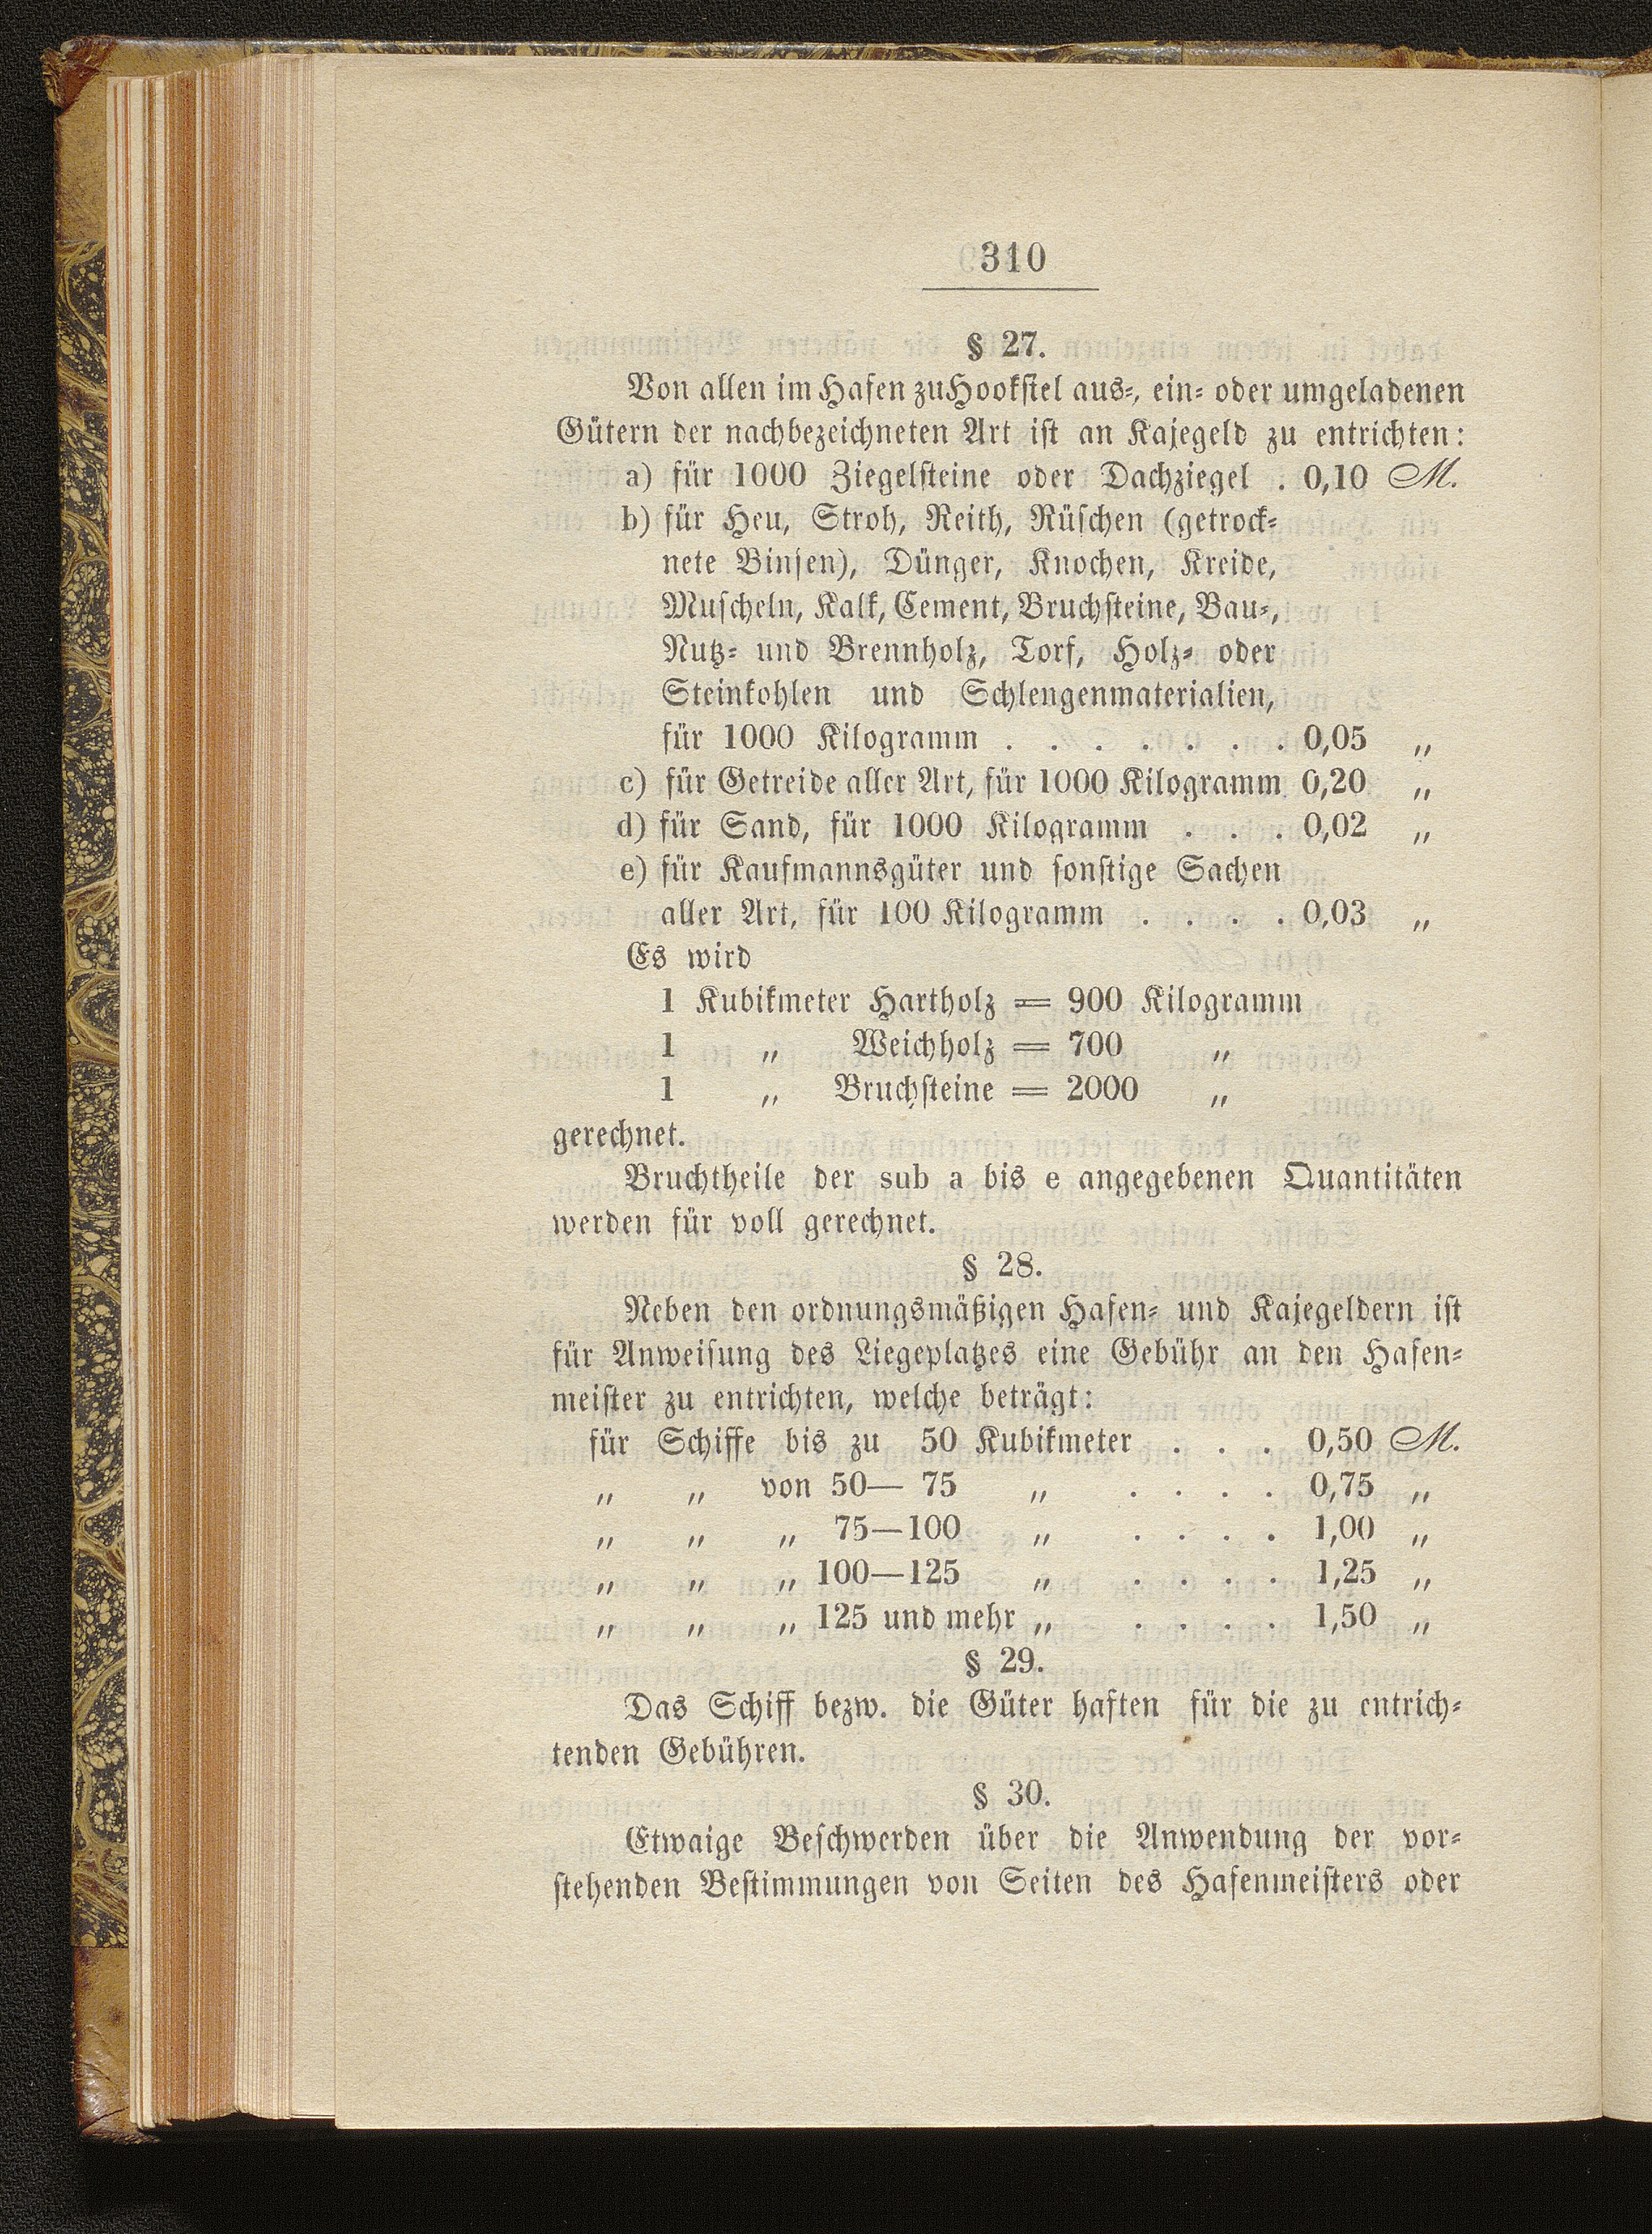 310
§ 27.
Von allen im Hafen zu Hooksiel aus-, ein- oder umgeladenen
Gütern der nachbezeichneten Art ist an Kajegeld zu entrichten:
a) für 1000 Ziegelsteine oder Dachziegel . 0,10 M.
b) für Heu, Stroh, Reith, Rüschen (getrock-
nete Binsen), Dünger, Knochen, Kreide,
Muscheln, Kalk, Cement, Bruchsteine, Bau-,
Nutz- und Brennholz, Torf, Holz- oder
Steinkohlen und Schlengenmaterialien,
für 1000 Kilogramm . . . . . . . 0,05 „
c) für Getreide aller Art, für 1000 Kilogramm 0,20 „
d) für Sand, für 1000 Kilogramm . . . 0,02 „
e) für Kaufmannsgüter und sonstige Sachen
aller Art, für 100 Kilogramm . . . . 0,03 „
Es wird
1 Kubikmeter Hartholz = 900 Kilogramm
1 „ Weichholz = 700 „
1 „ Bruchsteine = 2000 „
gerechnet.
Bruchtheile der sub a bis e angegebenen Quantitäten
werden für voll gerechnet.
§ 28.
Neben den ordnungsmäßigen Hafen- und Kajegeldern ist
für Anweisung des Liegeplatzes eine Gebühr an den Hafen-
meister zu entrichten, welche beträgt:
für Schiffe bis zu 50 Kubikmeter . . . 0,50 M.
„ „ von 50— 75 „ . . . . 0,75 „
„ „ „ 75—100 „ . . . . 1,00 „
„ „ „ 100—125 „ . . . . 1,25 „
„ „ „ 125 und mehr „ . . . . 1,50 „
§ 29.
Das Schiff bezw. die Güter haften für die zu entrich-
tenden Gebühren.
§ 30.
Etwaige Beschwerden über die Anwendung der vor-
stehenden Bestimmungen von Seiten des Hafenmeisters oder